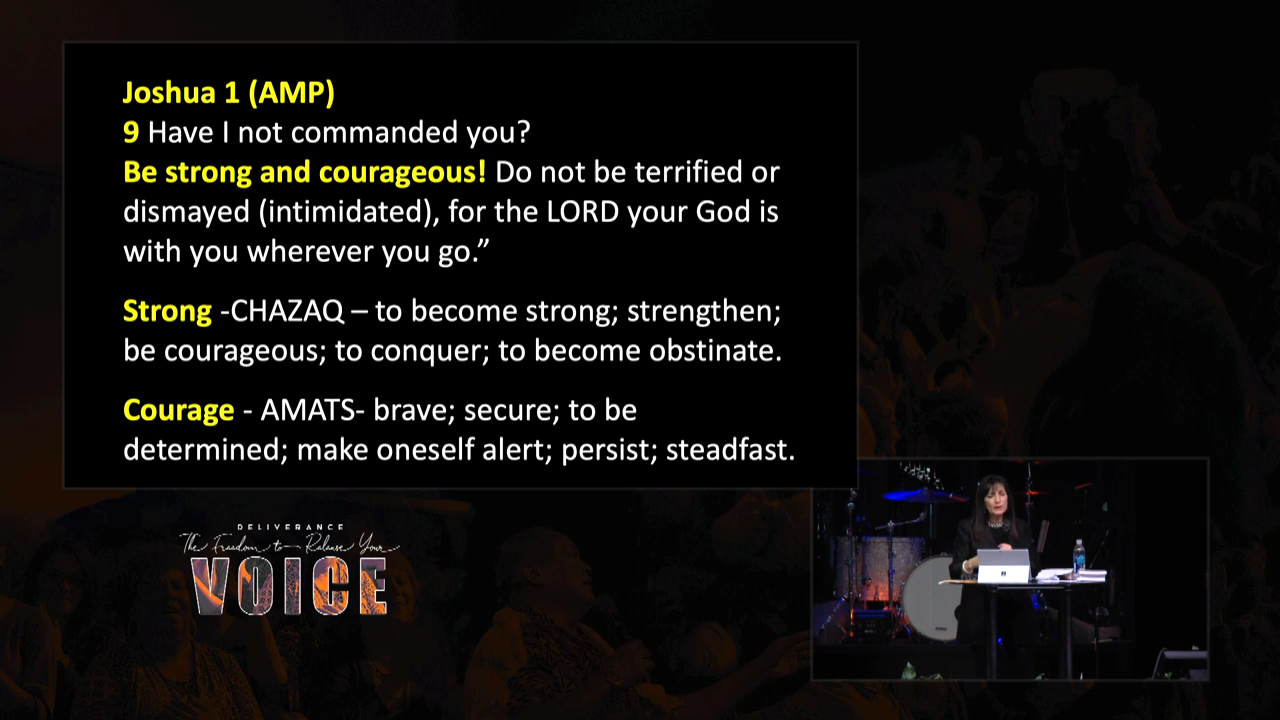 Joshua 1 (AMP)
9 Have I not commanded you?
Be strong and courageous! Do not be terrified or
dismayed (intimidated), for the LORD your God is
with you wherever you go.”
Strong -CHAZAQ – to become strong; strengthen;
be courageous; to conquer; to become obstinate.
Courage - AMATS- brave; secure; to be
determined; make oneself alert; persist; steadfast.
DELIVERANCE
The Freedom to Release Your
VOICE